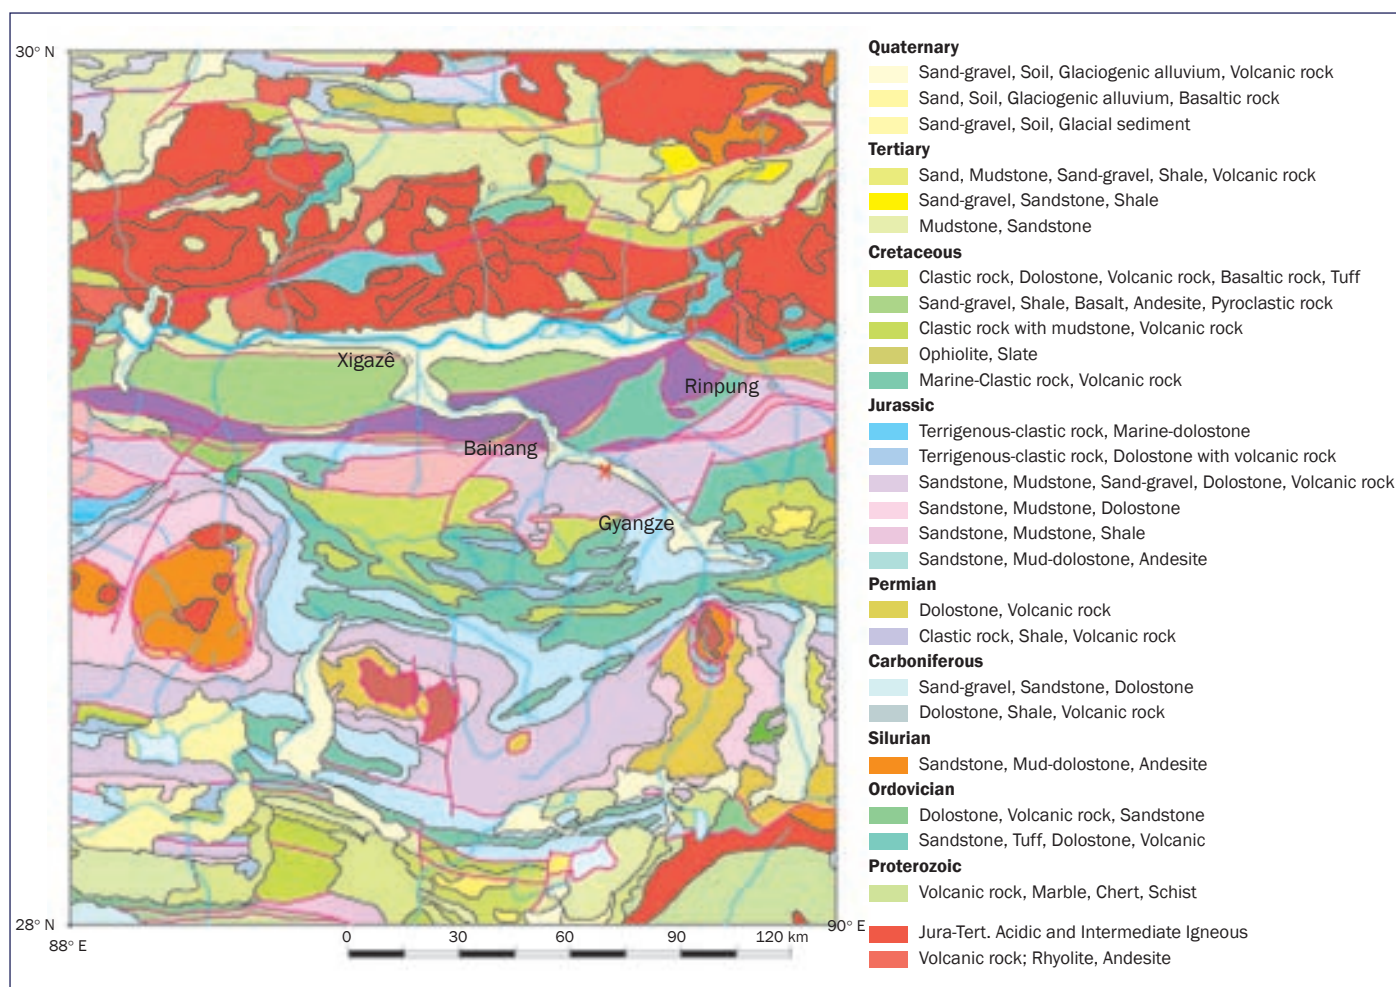 30° N
Xigazê
Rinpung
Bainang
Gyangze
28° N
88° E
90° E
0 30 60 90 120 km
Quaternary
Sand-gravel, Soil, Glaciogenic alluvium, Volcanic rock
Sand, Soil, Glaciogenic alluvium, Basaltic rock
Sand-gravel, Soil, Glacial sediment
Tertiary
Sand, Mudstone, Sand-gravel, Shale, Volcanic rock
Sand-gravel, Sandstone, Shale
Mudstone, Sandstone
Cretaceous
Clastic rock, Dolostone, Volcanic rock, Basaltic rock, Tuff
Sand-gravel, Shale, Basalt, Andesite, Pyroclastic rock
Clastic rock with mudstone, Volcanic rock
Ophiolite, Slate
Marine-Clastic rock, Volcanic rock
Jurassic
Terrigenous-clastic rock, Marine-dolostone
Terrigenous-clastic rock, Dolostone with volcanic rock
Sandstone, Mudstone, Sand-gravel, Dolostone, Volcanic rock
Sandstone, Mudstone, Dolostone
Sandstone, Mudstone, Shale
Sandstone, Mud-dolostone, Andesite
Permian
Dolostone, Volcanic rock
Clastic rock, Shale, Volcanic rock
Carboniferous
Sand-gravel, Sandstone, Dolostone
Dolostone, Shale, Volcanic rock
Silurian
Sandstone, Mud-dolostone, Andesite
Ordovician
Dolostone, Volcanic rock, Sandstone
Sandstone, Tuff, Dolostone, Volcanic
Proterozoic
Volcanic rock, Marble, Chert, Schist
Jura-Tert. Acidic and Intermediate Igneous
Volcanic rock; Rhyolite, Andesite